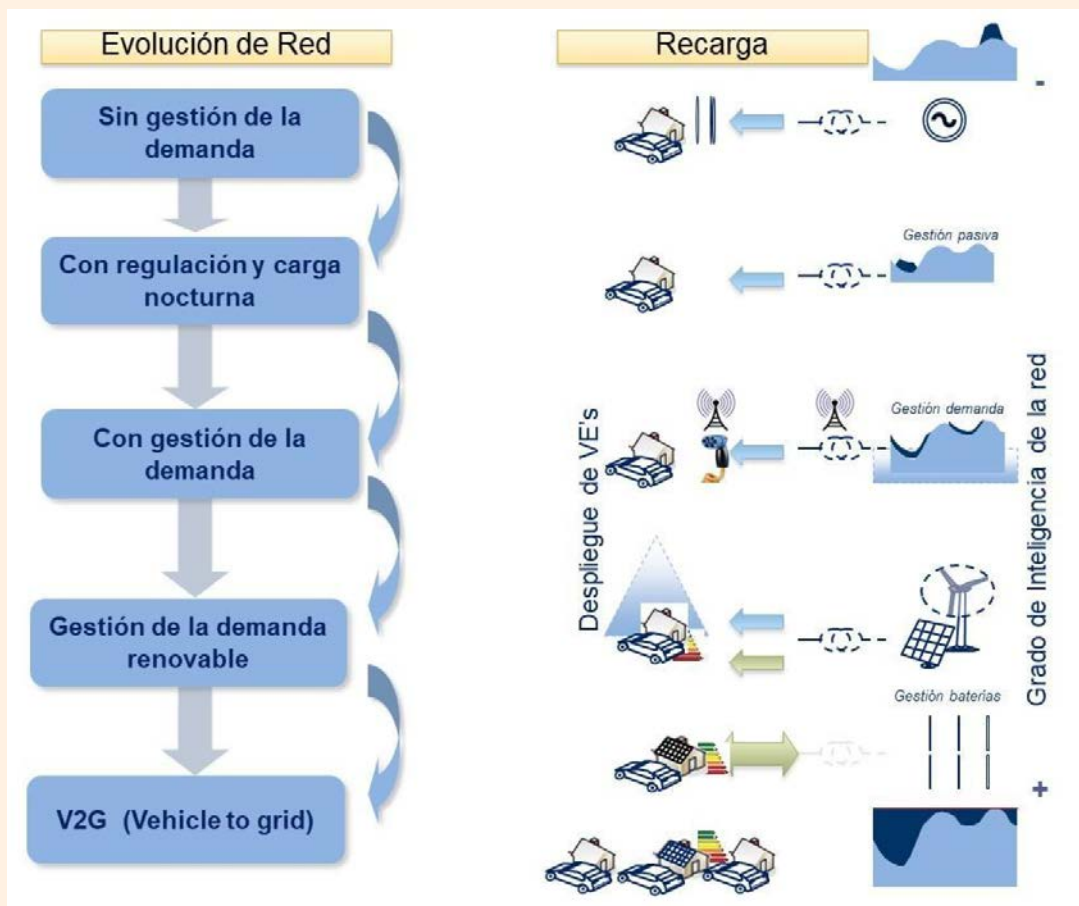 Evolución de Red
Sin gestión de la
demanda
Con regulación y carga
nocturna
Con gestión de la
demanda
Gestión de la demanda
renovable
V2G (Vehicle to grid)
Recarga
-
Gestión pasiva
Gestión demanda
Gestión baterías
+
Despliegue de VE's
Grado de Inteligencia de la red